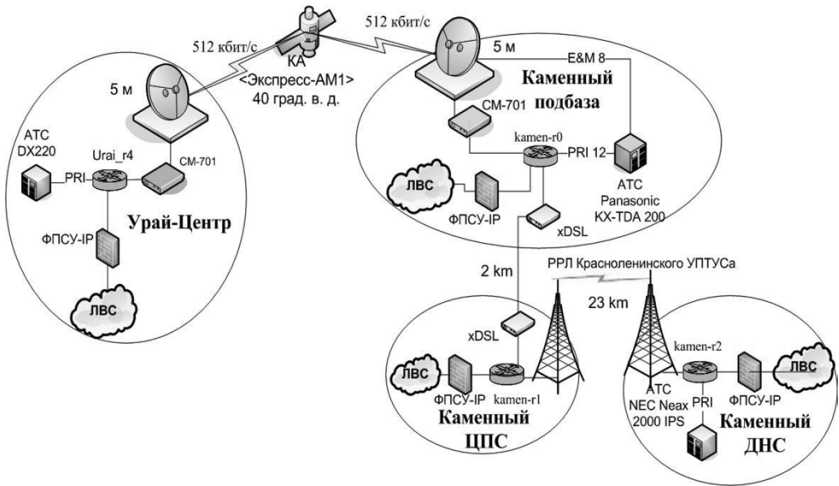 512 кбит/с
512 кбит/с
КА
<Экспресс-АМ1>
40 град. в. д.
5 м
АТС
DX220
Urai_r4
PRI
СМ-701
Урай-Центр
ФПСУ-IP
ЛВС
5 м
E&M 8
Каменный
подбаза
СМ-701
kamen-r0
PRI 12
ЛВС
ФПСУ-IP
АТС
Panasonic
KX-TDA 200
xDSL
2 km
РРЛ Красноленинского УПТУСа
23 km
xDSL
ЛВС
ФПСУ-IP
kamen-r1
Каменный
ЦПС
kamen-r2
ЛВС
АТС
NEC Neax
2000 IPS
PRI
ФПСУ-IP
Каменный
ДНС